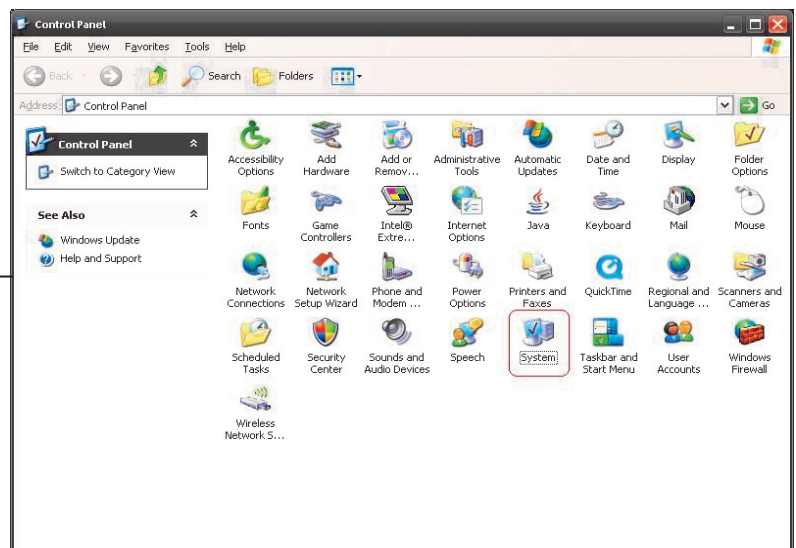 Control Panel
File Edit View Favorites Tools Help
Back Search Folders
Address Control Panel Go
Control Panel
Switch to Category View
See Also
Windows Update
Help and Support
Accessibility Options
Add Hardware
Add or Remov...
Administrative Tools
Automatic Updates
Date and Time
Display
Folder Options
Fonts
Game Controllers
Intel® Extre...
Internet Options
Java
Keyboard
Mail
Mouse
Network Connections
Network Setup Wizard
Phone and Modem ...
Power Options
Printers and Faxes
QuickTime
Regional and Language ...
Scanners and Cameras
Scheduled Tasks
Security Center
Sounds and Audio Devices
Speech
System
Taskbar and Start Menu
User Accounts
Windows Firewall
Wireless Network S...